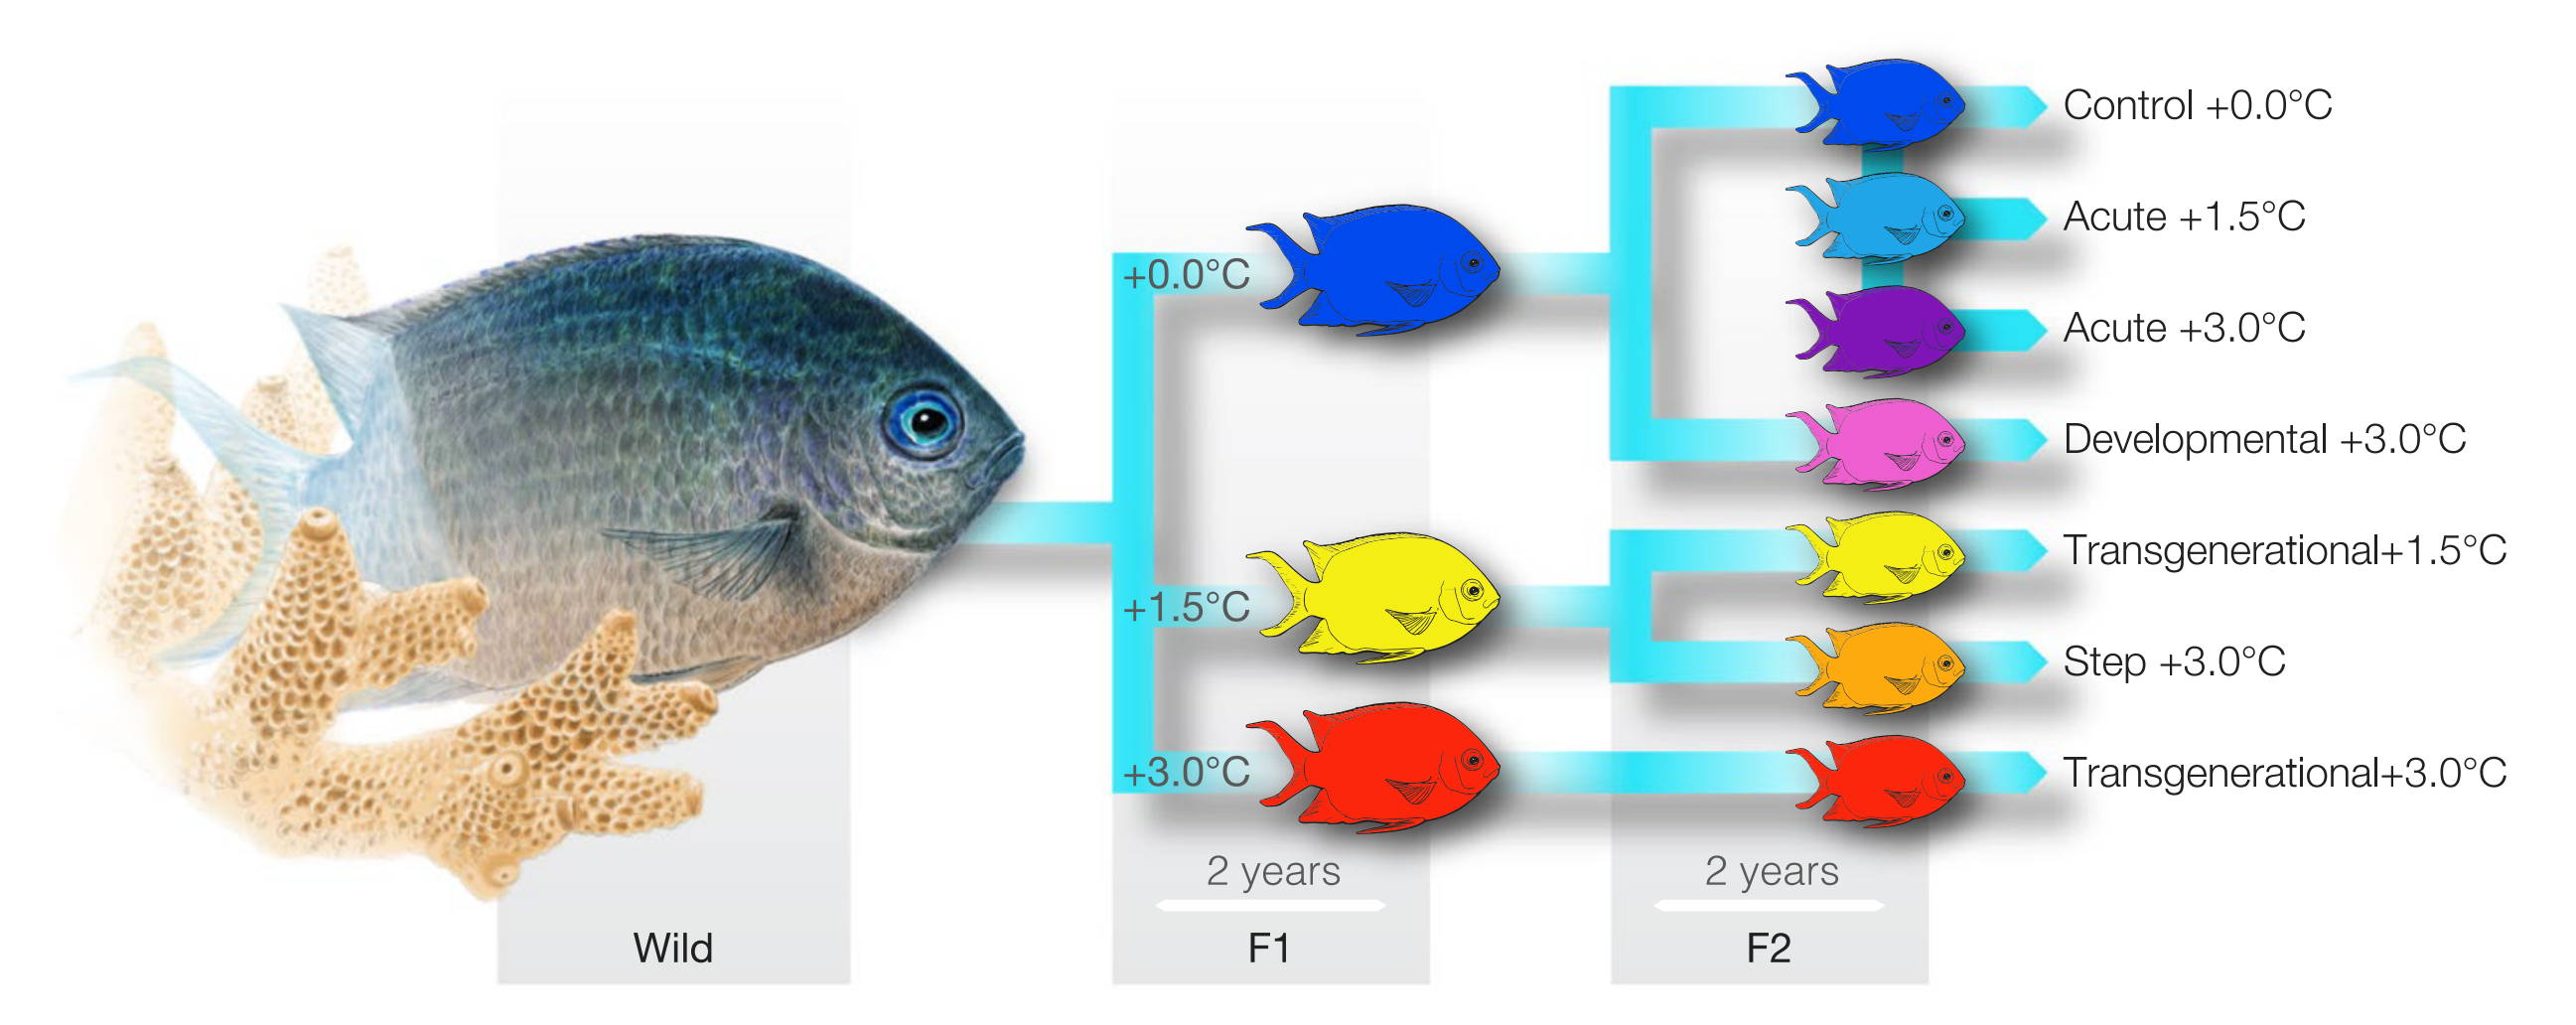 Control +0.0°C
Acute +1.5°C
+0.0°C
Acute +3.0°C
Developmental +3.0°C
Transgenerational+1.5°C
+1.5°C
Step +3.0°C
+3.0°C
Transgenerational+3.0°C
2 years
2 years
Wild
F1
F2